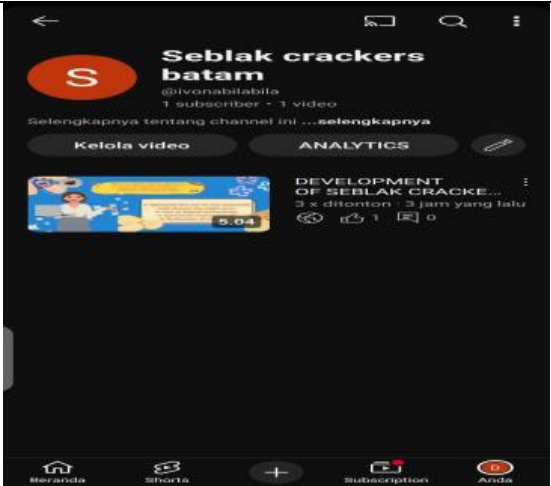 S
Seblak crackers
batam
@ivonabilabila
1 subscriber • 1 video
Selengkapnya tentang channel ini ...selengkapnya
Kelola video
ANALYTICS
5.04
DEVELOPMENT
OF SEBLAK CRACKE...
3 x ditonton · 3 jam yang lalu
1
0
Beranda
Shorts
Subscription
D
Anda